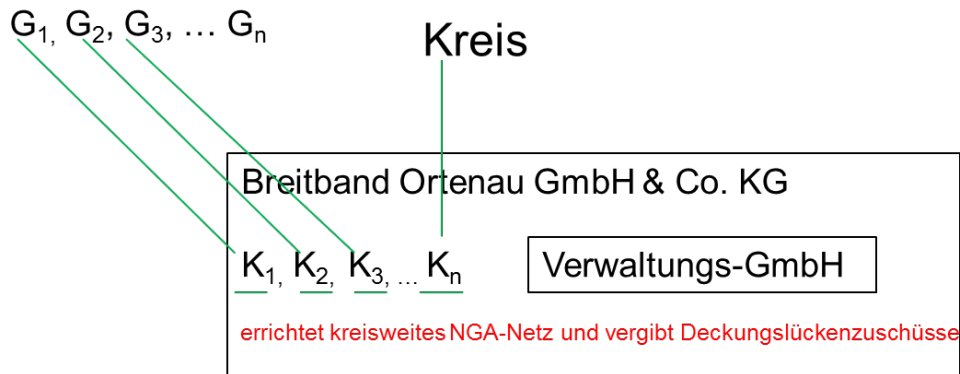 G1, G2, G3, … Gn
Kreis
Breitband Ortenau GmbH & Co. KG
K1, K2, K3, … Kn
Verwaltungs-GmbH
errichtet kreisweites NGA-Netz und vergibt Deckungslückenzuschüsse